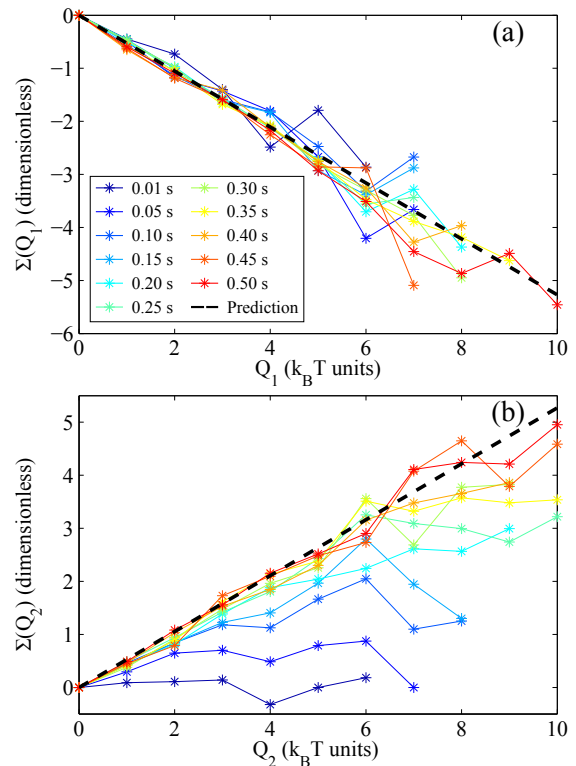 (a)
0
−1
−2
−3
−4
−5
−6
Σ(Q1) (dimensionless)
0.01 s
0.05 s
0.10 s
0.15 s
0.20 s
0.25 s
0.30 s
0.35 s
0.40 s
0.45 s
0.50 s
Prediction
0 2 4 6 8 10
Q1 (kBT units)
(b)
5
4
3
2
1
0
Σ(Q2) (dimensionless)
0 2 4 6 8 10
Q2 (kBT units)